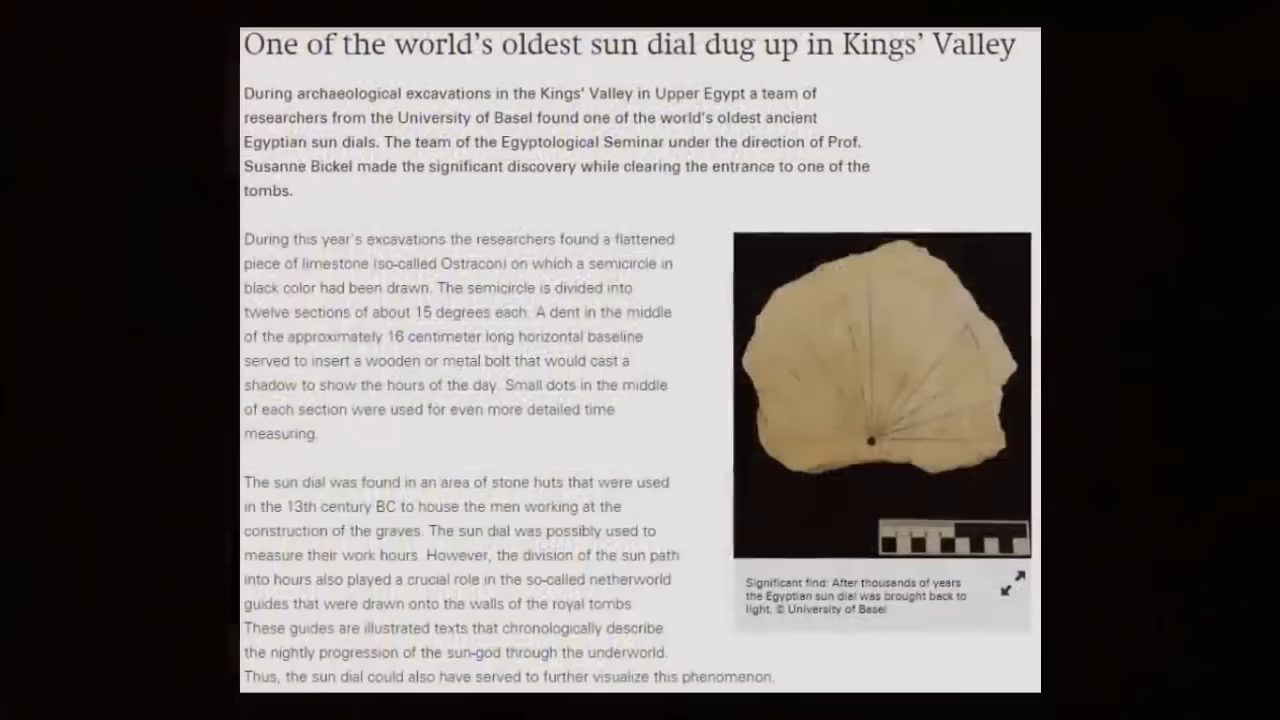 One of the world's oldest sun dial dug up in Kings' Valley
During archaeological excavations in the Kings' Valley in Upper Egypt a team of
researchers from the University of Basel found one of the world's oldest ancient
Egyptian sun dials. The team of the Egyptological Seminar under the direction of Prof.
Susanne Bickel made the significant discovery while clearing the entrance to one of the
tombs.
During this year's excavations the researchers found a flattened
piece of limestone (so-called Ostracon) on which a semicircle in
black color had been drawn. The semicircle is divided into
twelve sections of about 15 degrees each. A dent in the middle
of the approximately 16 centimeter long horizontal baseline
served to insert a wooden or metal bolt that would cast a
shadow to show the hours of the day. Small dots in the middle
of each section were used for even more detailed time
measuring.
The sun dial was found in an area of stone huts that were used
in the 13th century BC to house the men working at the
construction of the graves. The sun dial was possibly used to
measure their work hours. However, the division of the sun path
into hours also played a crucial role in the so-called netherworld
guides that were drawn onto the walls of the royal tombs.
These guides are illustrated texts that chronologically describe
the nightly progression of the sun-god through the underworld.
Thus, the sun dial could also have served to further visualize this phenomenon.
Significant find: After thousands of years
the Egyptian sun dial was brought back to
light. © University of Basel